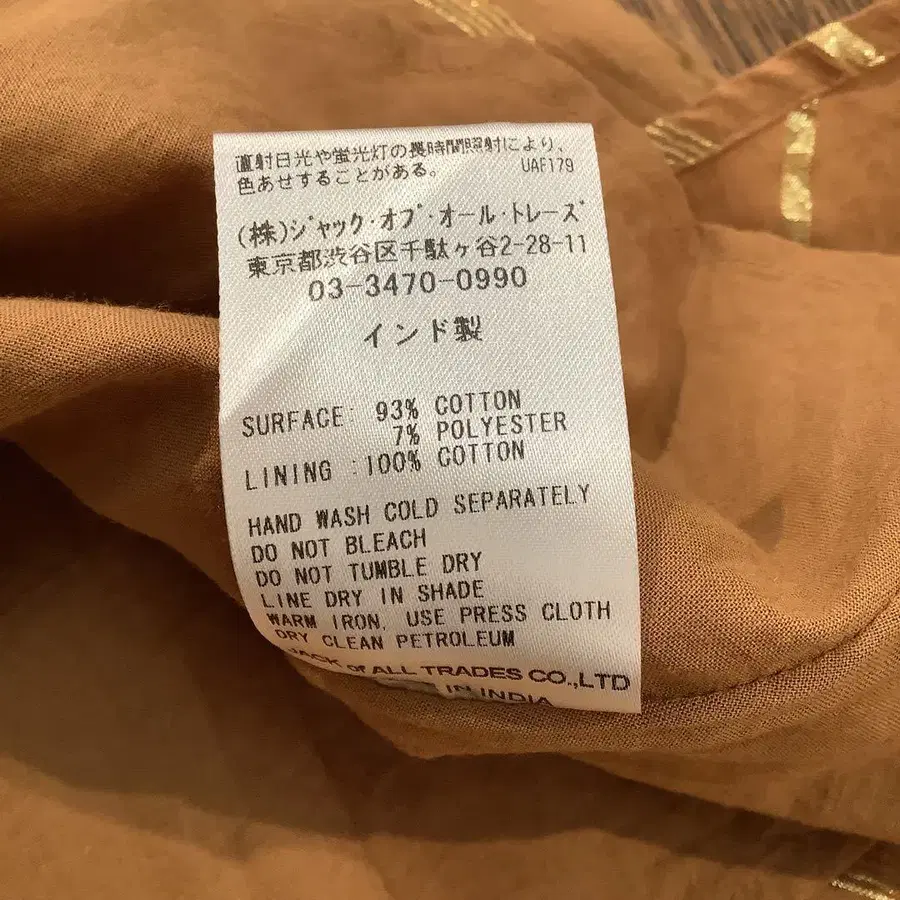 直射日光や蛍光灯の長時間照射により、
色あせすることがある。 UAF179
(株)ジャック・オブ・オール・トレーズ
東京都渋谷区千駄ヶ谷2-28-11
03-3470-0990
インド製
SURFACE: 93% COTTON
7% POLYESTER
LINING :100% COTTON
HAND WASH COLD SEPARATELY
DO NOT BLEACH
DO NOT TUMBLE DRY
LINE DRY IN SHADE
WARM IRON, USE PRESS CLOTH
DRY CLEAN PETROLEUM
JACK of ALL TRADES CO.,LTD
IN INDIA